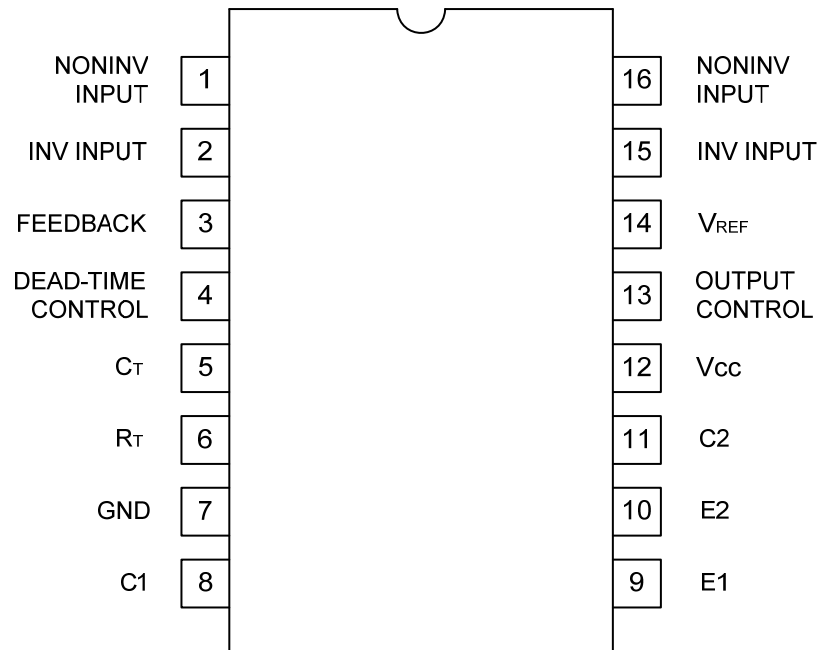 NONINV
INPUT
1
16
NONINV
INPUT
INV INPUT
2
15
INV INPUT
FEEDBACK
3
14
VREF
DEAD-TIME
CONTROL
4
13
OUTPUT
CONTROL
CT
5
12
Vcc
RT
6
11
C2
GND
7
10
E2
C1
8
9
E1